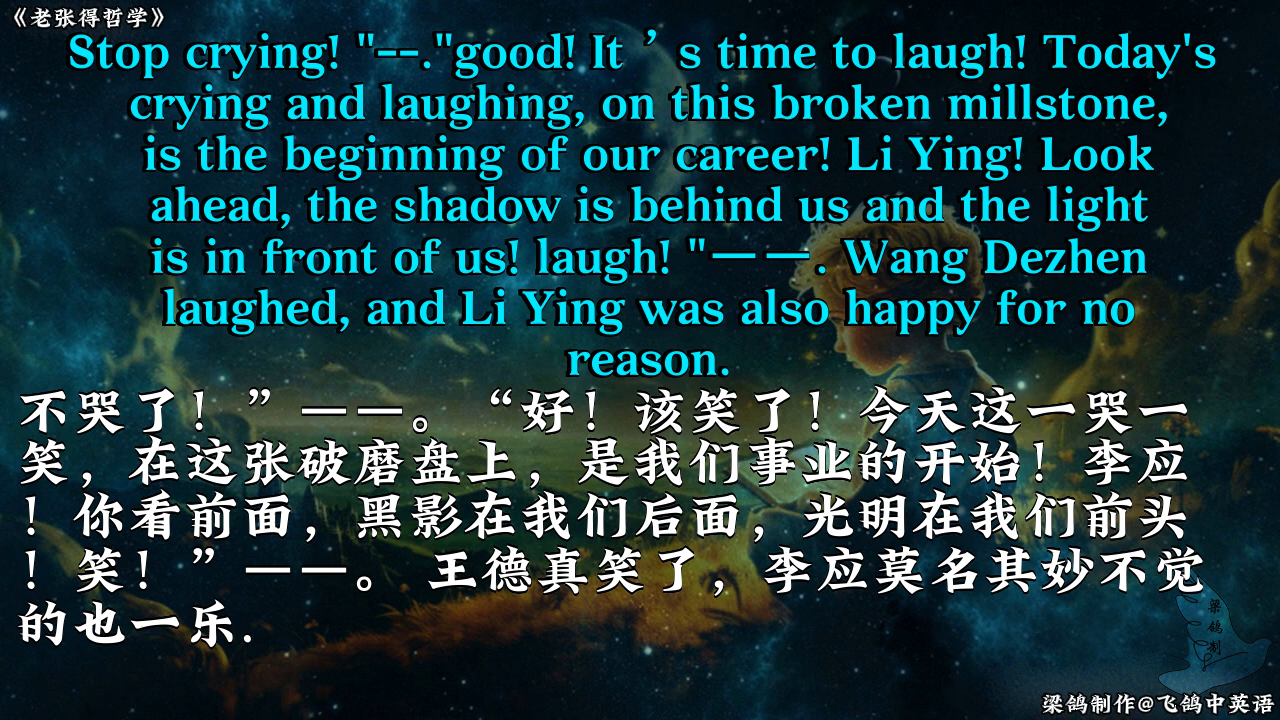 《老张得哲学》
Stop crying! "--."good! It ’ s time to laugh! Today's
crying and laughing, on this broken millstone,
is the beginning of our career! Li Ying! Look
ahead, the shadow is behind us and the light
is in front of us! laugh! "——. Wang Dezhen
laughed, and Li Ying was also happy for no
reason.
不哭了！”——。“好！该笑了！今天这一哭一
笑，在这张破磨盘上，是我们事业的开始！李应
！你看前面，黑影在我们后面，光明在我们前头
！笑！”——。 王德真笑了，李应莫名其妙不觉
的也一乐.
梁
鸽
制
梁鸽制作@飞鸽中英语